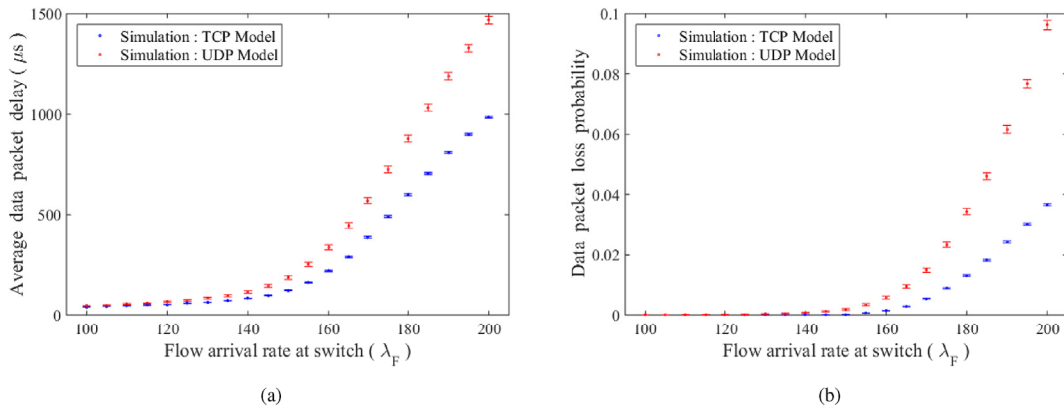 1500
1000
500
0
Average data packet delay ( μs )
Simulation : TCP Model
Simulation : UDP Model
100 120 140 160 180 200
Flow arrival rate at switch ( λF )
(a)
0.1
0.08
0.06
0.04
0.02
0
Data packet loss probability
Simulation : TCP Model
Simulation : UDP Model
100 120 140 160 180 200
Flow arrival rate at switch ( λF )
(b)